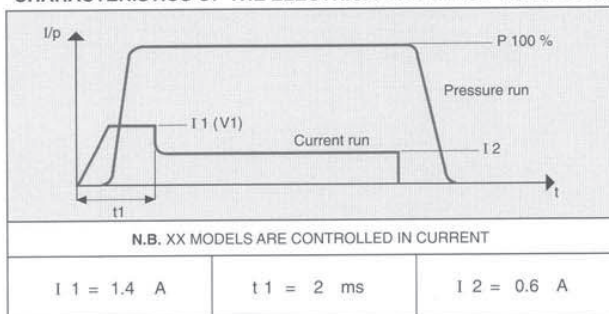 I/p
P 100 %
Pressure run
I 1 (V1)
Current run
I 2
t
t1
N.B. XX MODELS ARE CONTROLLED IN CURRENT
I 1 = 1.4 A
t 1 = 2 ms
I 2 = 0.6 A